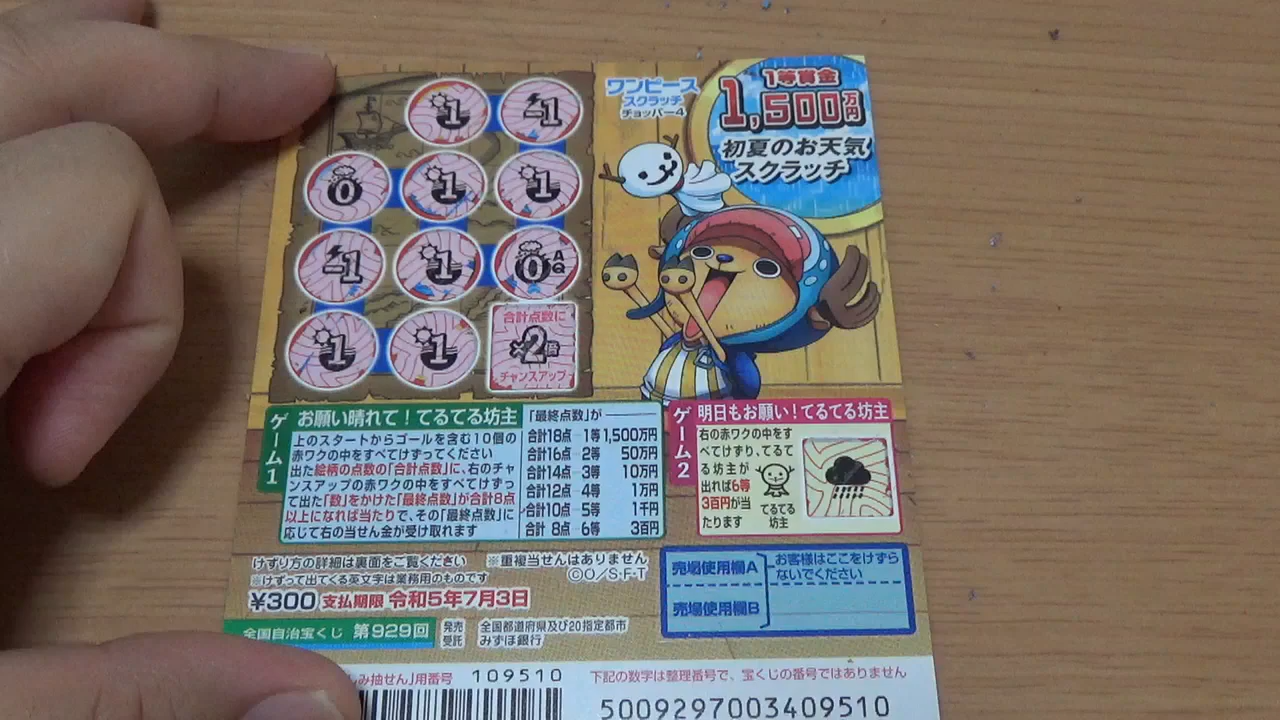 1
-1
0
1
1
-1
1
0 AQ
1
1
合計点数に
×2倍
チャンスアップ
ワンピース
スクラッチ
チョッパー4
1等賞金
1,500万円
初夏のお天気
スクラッチ
ゲーム1
お願い晴れて!てるてる坊主
上のスタートからゴールを含む10個の
赤ワクの中をすべてけずってください
出た絵柄の点数の「合計点数」に、右のチャ
ンスアップの赤ワクの中をすべてけずっ
て出た「数」をかけた「最終点数」が合計8点
以上になれば当たりで、その「最終点数」に
応じて右の当せん金が受け取れます
「最終点数」が
合計18点 1等 1,500万円
合計16点 2等 50万円
合計14点 3等 10万円
合計12点 4等 1万円
合計10点 5等 1千円
合計 8点 6等 3百円
ゲーム2
明日もお願い!てるてる坊主
右の赤ワクの中をす
べてけずり、てるて
る坊主が
出れば6等
3百円が当
たります
てるてる
坊主
けずり方の詳細は裏面をご覧ください ※重複当せんはありません
※けずって出てくる英文字は業務用のものです ©O/S・F・T
¥300 支払期限 令和5年7月3日
全国自治宝くじ 第929回
発売 全国都道府県及び20指定都市
受託 みずほ銀行
売場使用欄A
お客様はここをけずら
ないでください
売場使用欄B
み抽せん」用番号 109510
下記の数字は整理番号で、宝くじの番号ではありません
5009297003409510